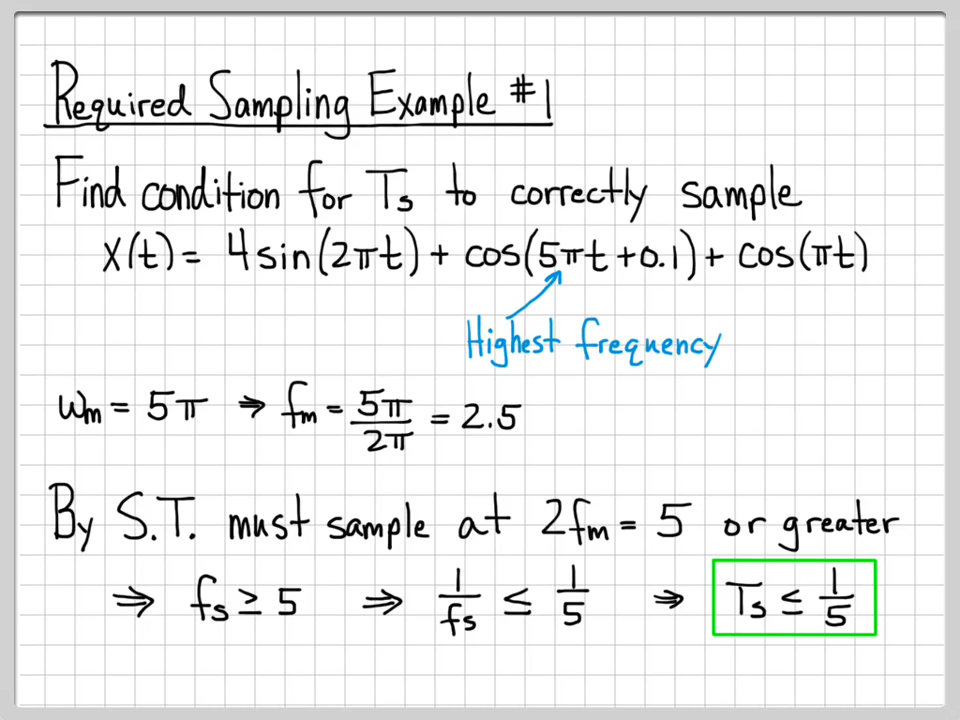 Required Sampling Example #1
Find condition for Ts to correctly sample
x(t) = 4sin(2πt) + cos(5πt + 0.1) + cos(πt)
Highest frequency
ωm = 5π ⇒ fm = 5π/2π = 2.5
By S.T. must sample at 2fm = 5 or greater
⇒ fs ≥ 5 ⇒ 1/fs ≤ 1/5 ⇒ Ts ≤ 1/5